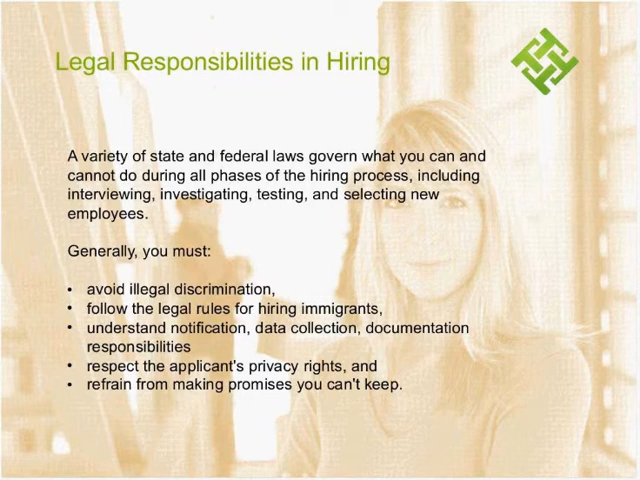 Legal Responsibilities in Hiring
A variety of state and federal laws govern what you can and
cannot do during all phases of the hiring process, including
interviewing, investigating, testing, and selecting new
employees.
Generally, you must:
• avoid illegal discrimination,
• follow the legal rules for hiring immigrants,
• understand notification, data collection, documentation
responsibilities
• respect the applicant's privacy rights, and
• refrain from making promises you can't keep.